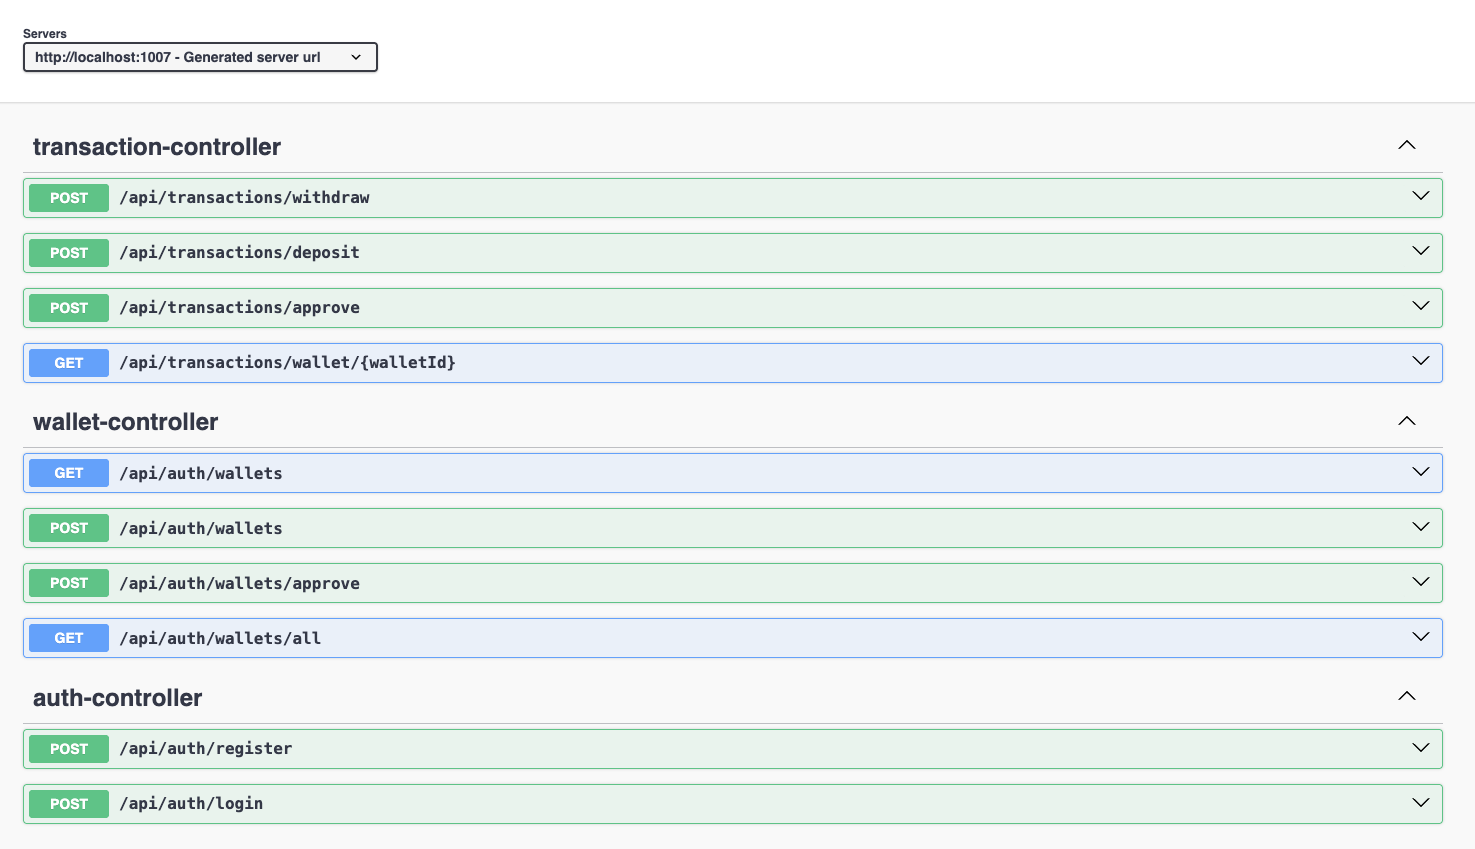 Servers
http://localhost:1007 - Generated server url
transaction-controller
POST /api/transactions/withdraw
POST /api/transactions/deposit
POST /api/transactions/approve
GET /api/transactions/wallet/{walletId}
wallet-controller
GET /api/auth/wallets
POST /api/auth/wallets
POST /api/auth/wallets/approve
GET /api/auth/wallets/all
auth-controller
POST /api/auth/register
POST /api/auth/login